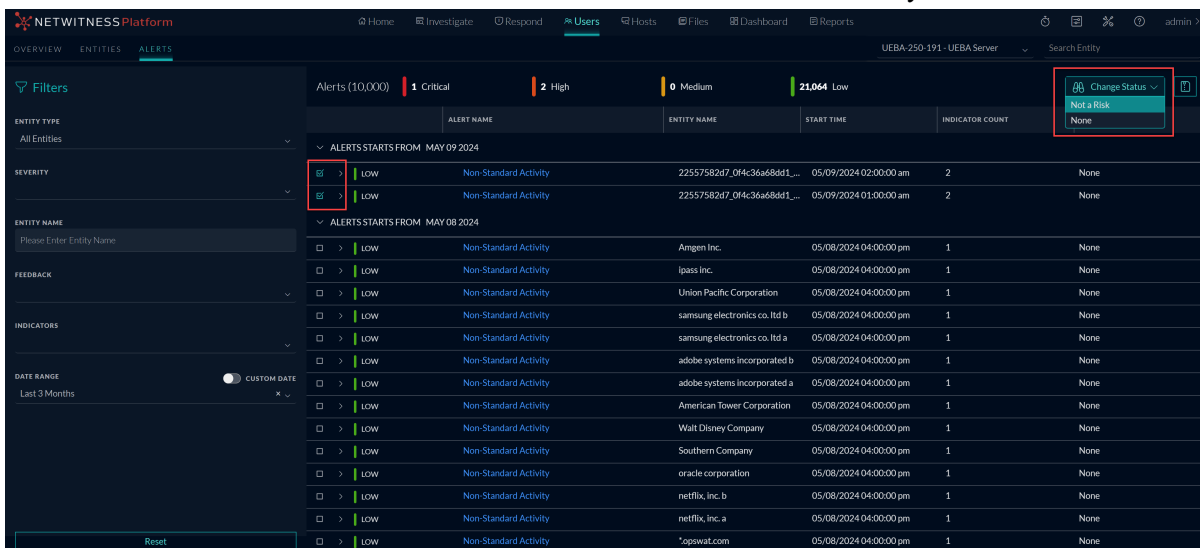 NETWITNESS Platform Home Investigate Respond Users Hosts Files Dashboard Reports admin >
OVERVIEW ENTITIES ALERTS UEBA-250-191 - UEBA Server Search Entity
Filters
ENTITY TYPE
All Entities
SEVERITY
ENTITY NAME
Please Enter Entity Name
FEEDBACK
INDICATORS
DATE RANGE CUSTOM DATE
Last 3 Months
Reset
Alerts (10,000) 1 Critical 2 High 0 Medium 21,064 Low Change Status
Not a Risk
None
ALERT NAME ENTITY NAME START TIME INDICATOR COUNT
ALERTS STARTS FROM MAY 09 2024
LOW Non-Standard Activity 22557582d7_0f4c36a68dd1_... 05/09/2024 02:00:00 am 2 None
LOW Non-Standard Activity 22557582d7_0f4c36a68dd1_... 05/09/2024 01:00:00 am 2 None
ALERTS STARTS FROM MAY 08 2024
LOW Non-Standard Activity Amgen Inc. 05/08/2024 04:00:00 pm 1 None
LOW Non-Standard Activity ipass inc. 05/08/2024 04:00:00 pm 1 None
LOW Non-Standard Activity Union Pacific Corporation 05/08/2024 04:00:00 pm 1 None
LOW Non-Standard Activity samsung electronics co. ltd b 05/08/2024 04:00:00 pm 1 None
LOW Non-Standard Activity samsung electronics co. ltd a 05/08/2024 04:00:00 pm 1 None
LOW Non-Standard Activity adobe systems incorporated b 05/08/2024 04:00:00 pm 1 None
LOW Non-Standard Activity adobe systems incorporated a 05/08/2024 04:00:00 pm 1 None
LOW Non-Standard Activity American Tower Corporation 05/08/2024 04:00:00 pm 1 None
LOW Non-Standard Activity Walt Disney Company 05/08/2024 04:00:00 pm 1 None
LOW Non-Standard Activity Southern Company 05/08/2024 04:00:00 pm 1 None
LOW Non-Standard Activity oracle corporation 05/08/2024 04:00:00 pm 1 None
LOW Non-Standard Activity netflix, inc. b 05/08/2024 04:00:00 pm 1 None
LOW Non-Standard Activity netflix, inc. a 05/08/2024 04:00:00 pm 1 None
LOW Non-Standard Activity *.opswat.com 05/08/2024 04:00:00 pm 1 None